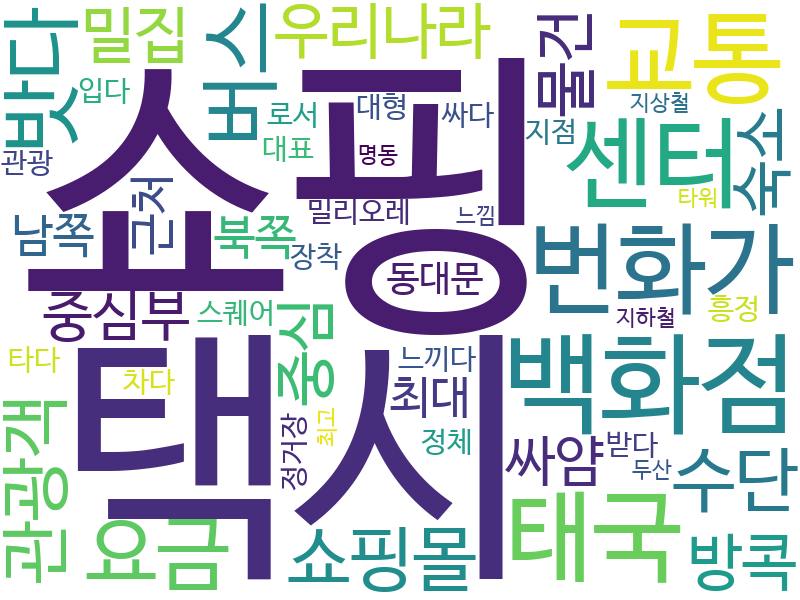 쇼핑
택시
밧다
밀집
입다
버스
우리나라
물건
교통
로서
대형
싸다
지상철
대표
명동
지점
센터
숙소
관광
근처
밀리오레
느낌
타워
남쪽
북쪽
장착
동대문
번화가
중심부
스퀘어
중심
지하철
흥정
타다
차다
느끼다
최대
백화점
관광객
정거장
최고
정체
싸얌
받다
두산
수단
요금
쇼핑몰
태국
방콕